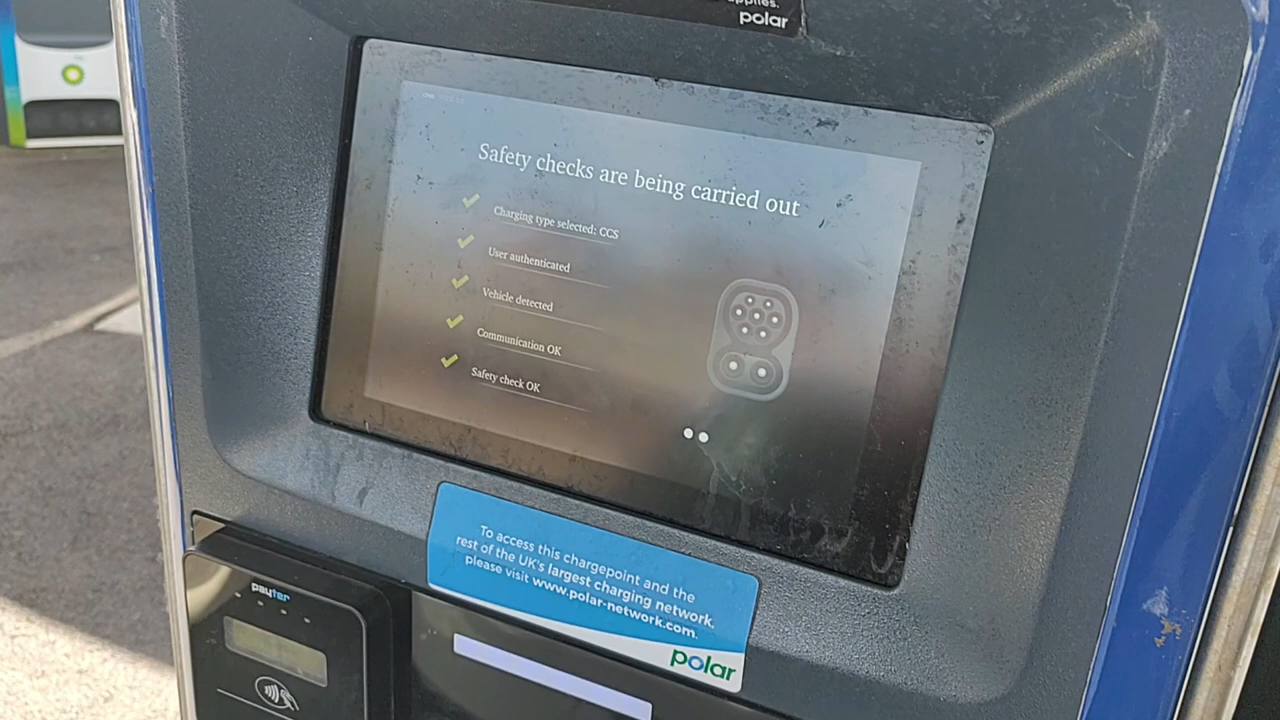 polar
Safety checks are being carried out
Charging type selected: CCS
User authenticated
Vehicle detected
Communication OK
Safety check OK
To access this chargepoint and the
rest of the UK's largest charging network,
please visit www.polar-network.com.
polar
payter